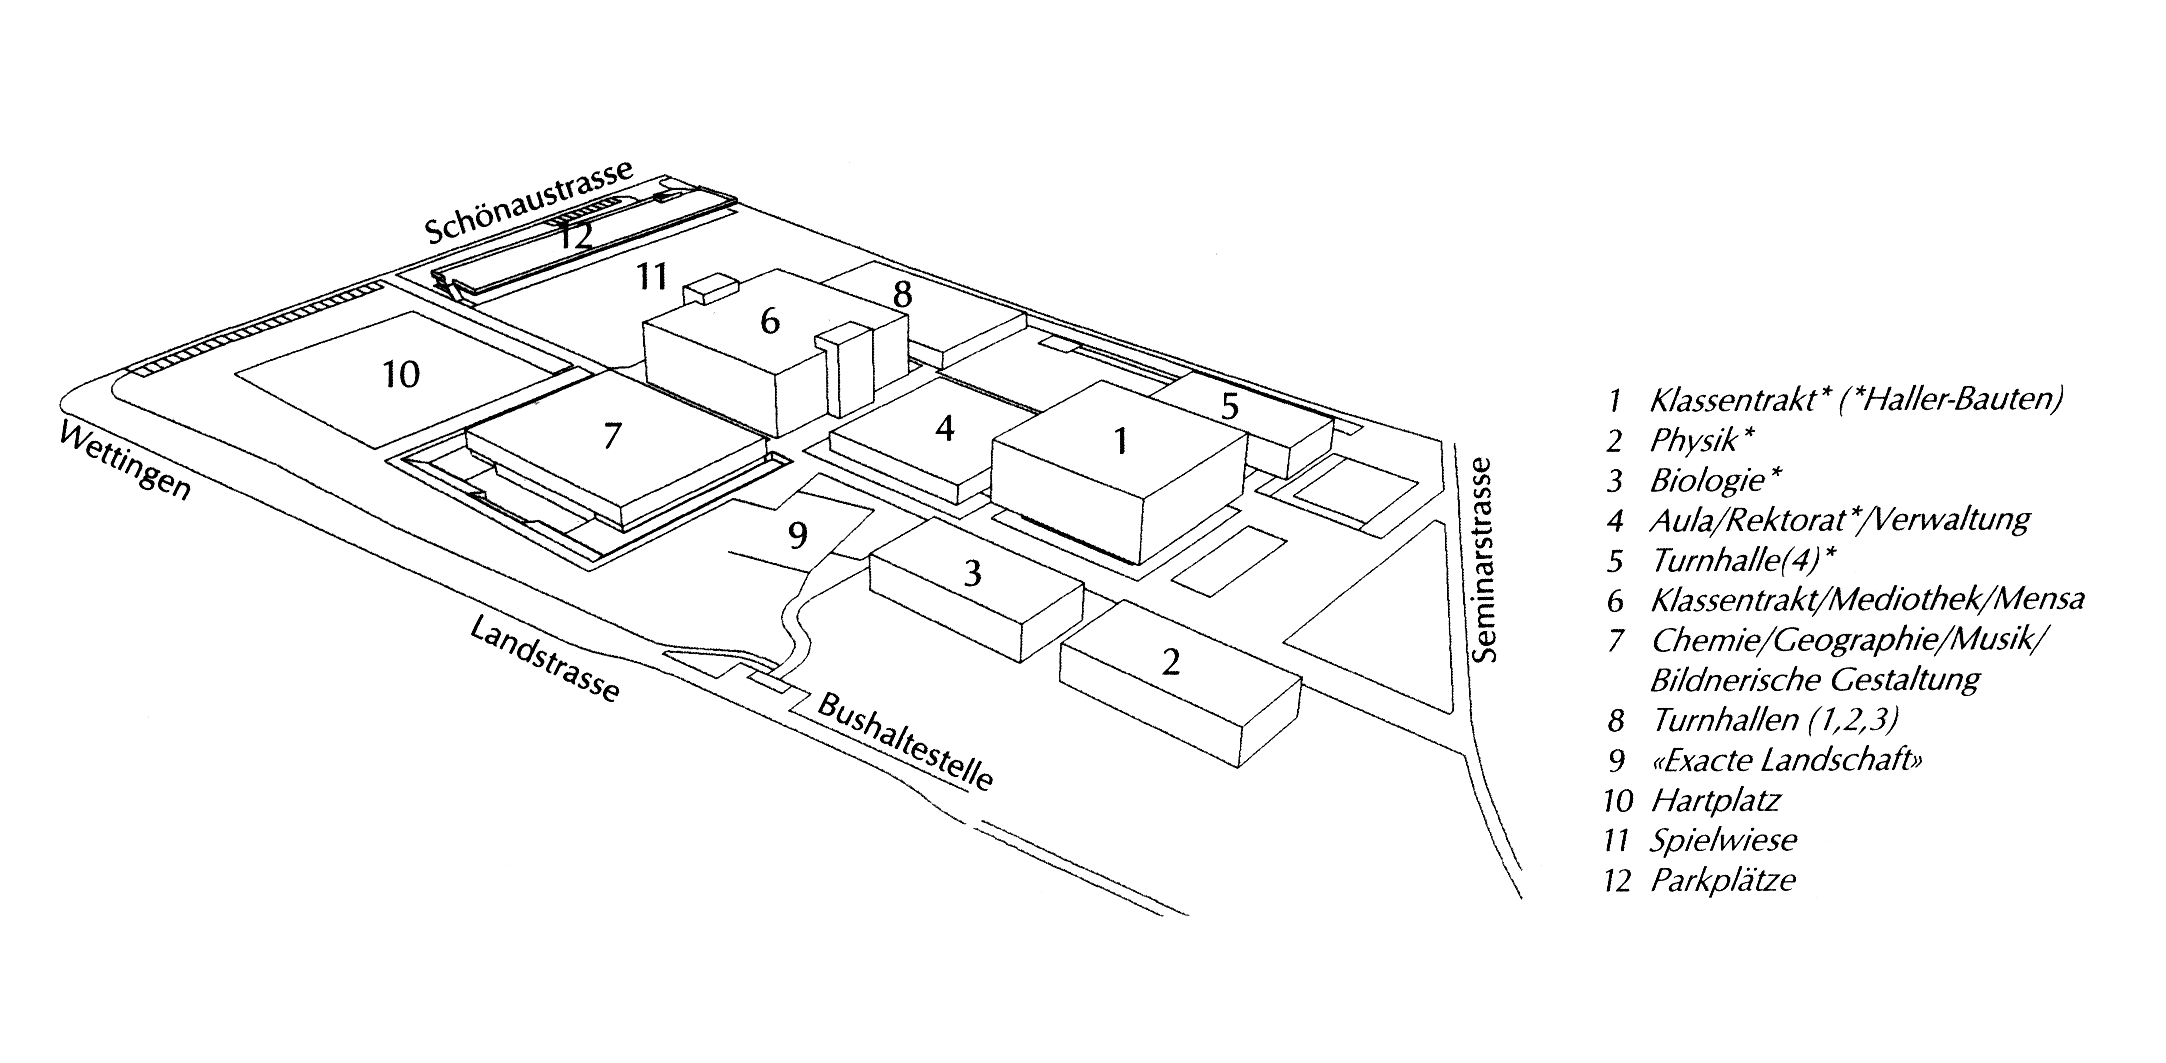 Schönaustrasse
12
11
8
6
10
5
7
4
1
Wettingen
9
3
Seminarstrasse
2
Landstrasse
Bushaltestelle
1 Klassentrakt* (*Haller-Bauten)
2 Physik*
3 Biologie*
4 Aula/Rektorat*/Verwaltung
5 Turnhalle(4)*
6 Klassentrakt/Mediothek/Mensa
7 Chemie/Geographie/Musik/
Bildnerische Gestaltung
8 Turnhallen (1,2,3)
9 «Exacte Landschaft»
10 Hartplatz
11 Spielwiese
12 Parkplätze